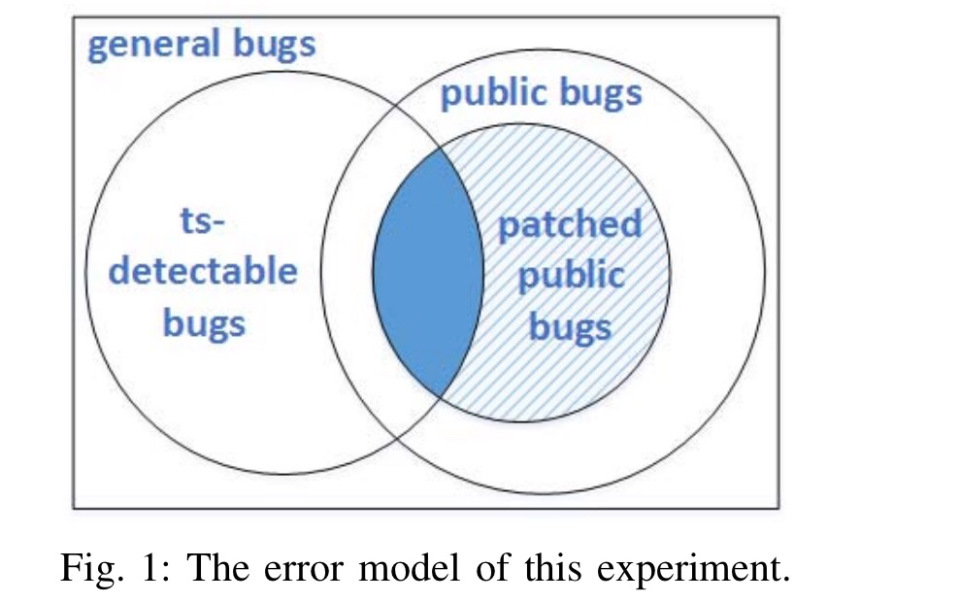 general bugs
public bugs
ts-
detectable
bugs
patched
public
bugs
Fig. 1: The error model of this experiment.